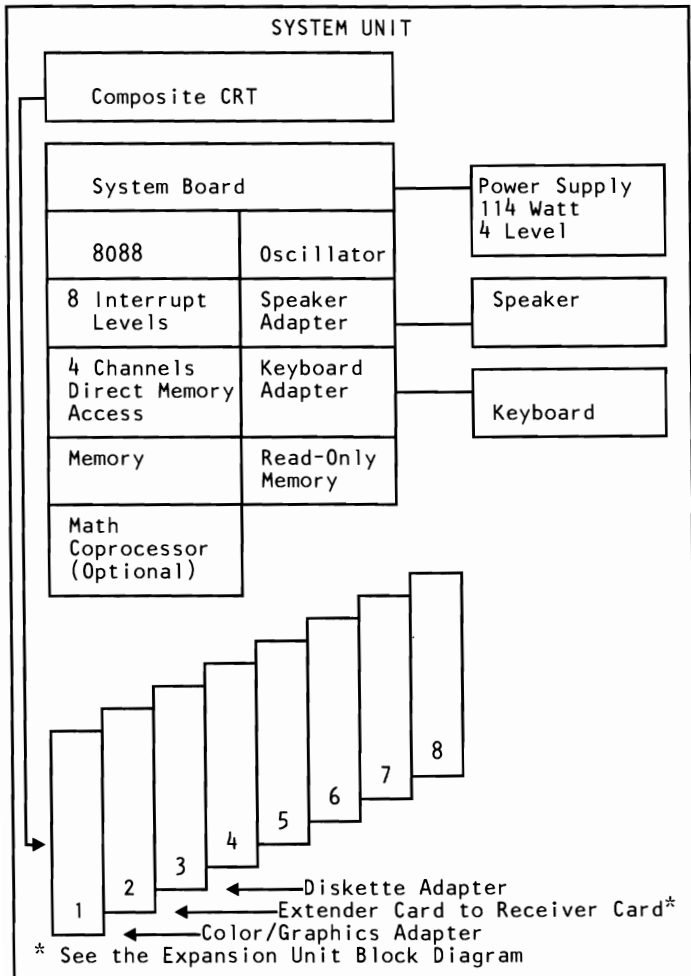 SYSTEM UNIT
Composite CRT
System Board
8088
Oscillator
8 Interrupt
Levels
Speaker
Adapter
4 Channels
Direct Memory
Access
Keyboard
Adapter
Memory
Read-Only
Memory
Math
Coprocessor
(Optional)
Power Supply
114 Watt
4 Level
Speaker
Keyboard
8
7
6
5
4
3
2
1
Diskette Adapter
Extender Card to Receiver Card*
Color/Graphics Adapter
* See the Expansion Unit Block Diagram